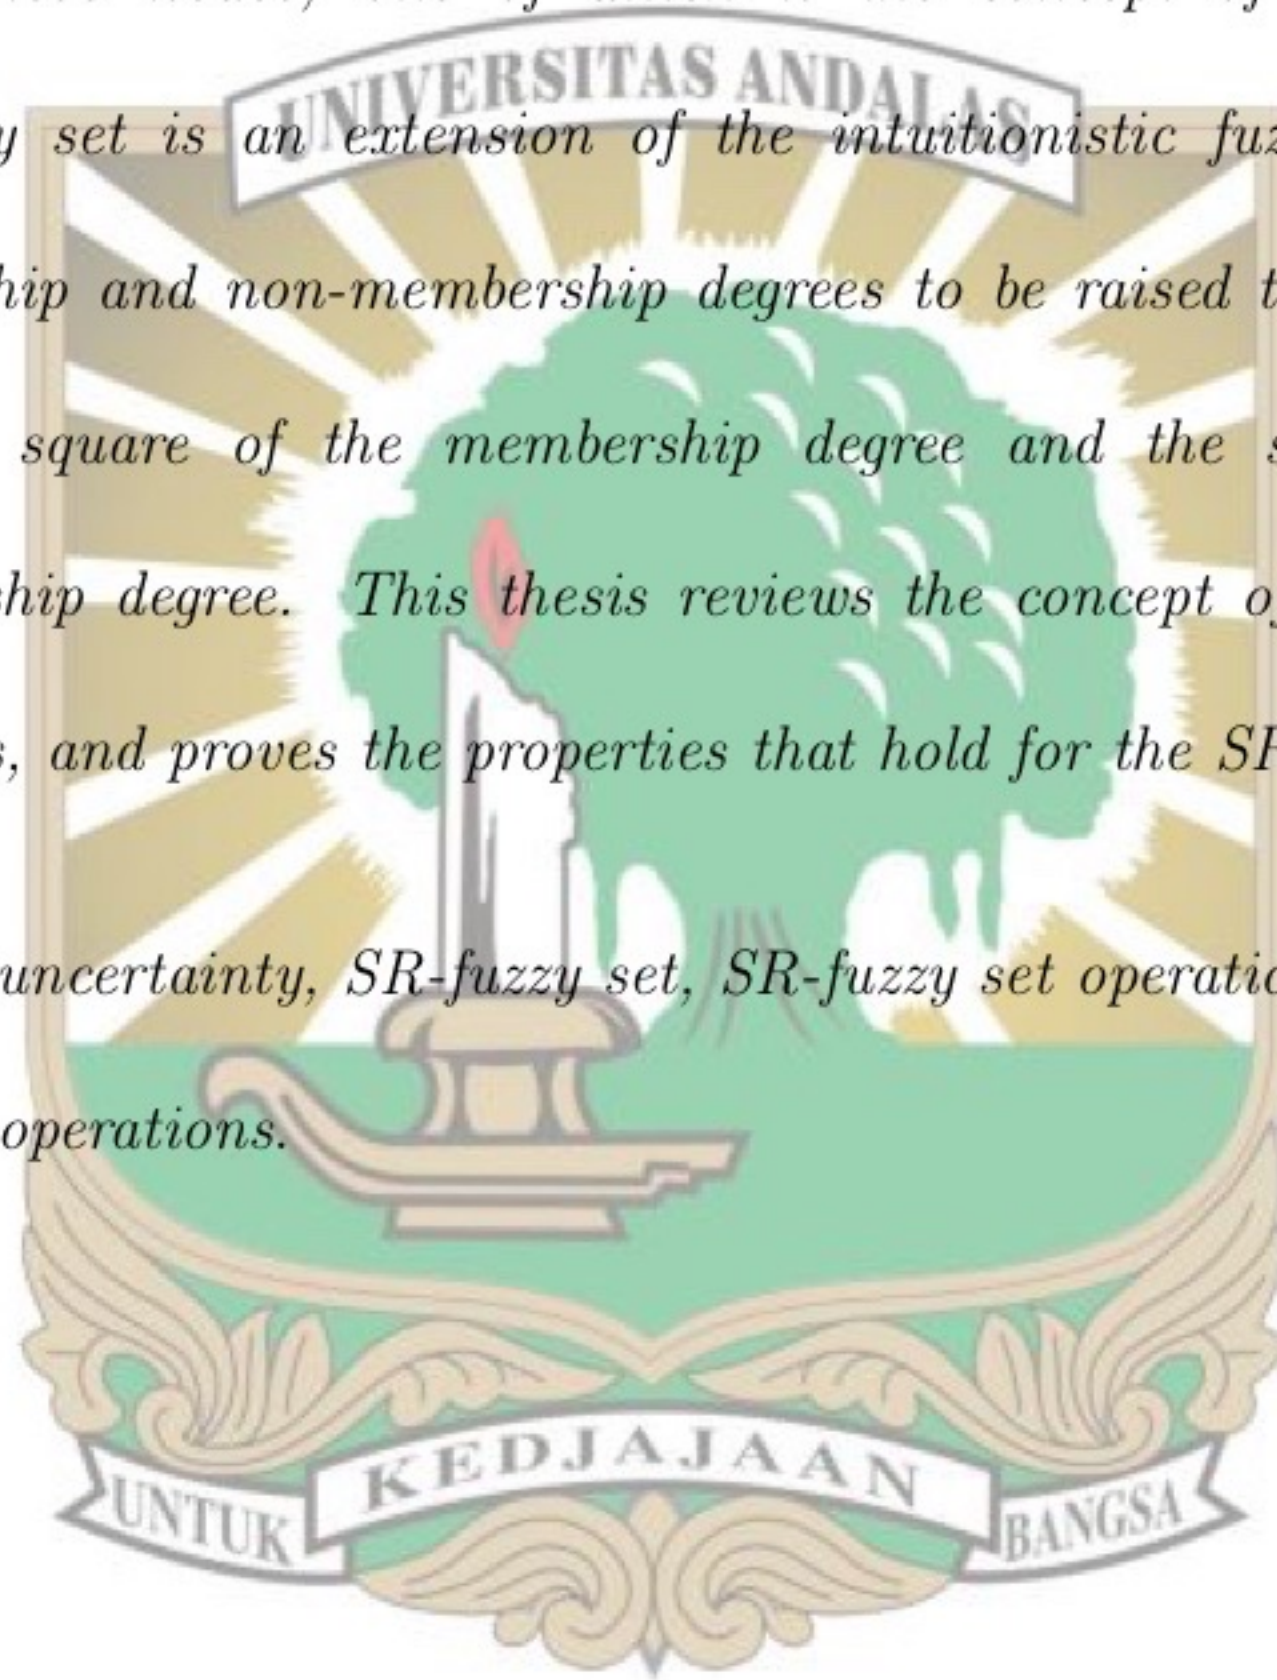 UNIVERSITAS ANDALAS
set is an extension of the intuitionistic
and non-membership degrees to be raised
square of the membership degree and the
degree. This thesis reviews the concept
and proves the properties that hold for the
uncertainty, SR-fuzzy set, SR-fuzzy set
operations.
KEDJAJAAN
UNTUK BANGSA